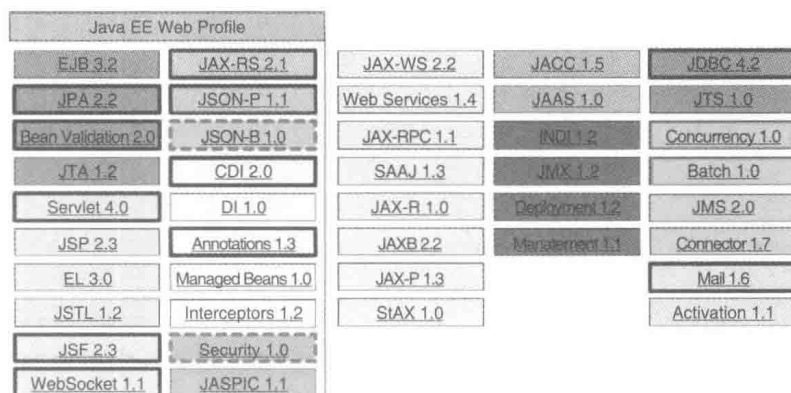 Java EE Web Profile
EJB 3.2 JAX-RS 2.1 JAX-WS 2.2 JACC 1.5 JDBC 4.2
JPA 2.2 JSON-P 1.1 Web Services 1.4 JAAS 1.0 JTS 1.0
Bean Validation 2.0 JSON-B 1.0 JAX-RPC 1.1 JNDI 1.2 Concurrency 1.0
JTA 1.2 CDI 2.0 SAAJ 1.3 JMX 1.2 Batch 1.0
Servlet 4.0 DI 1.0 JAX-R 1.0 Deployment 1.2 JMS 2.0
JSP 2.3 Annotations 1.3 JAXB 2.2 Management 1.1 Connector 1.7
EL 3.0 Managed Beans 1.0 JAX-P 1.3 Mail 1.6
JSTL 1.2 Interceptors 1.2 StAX 1.0 Activation 1.1
JSF 2.3 Security 1.0
WebSocket 1.1 JASPIC 1.1